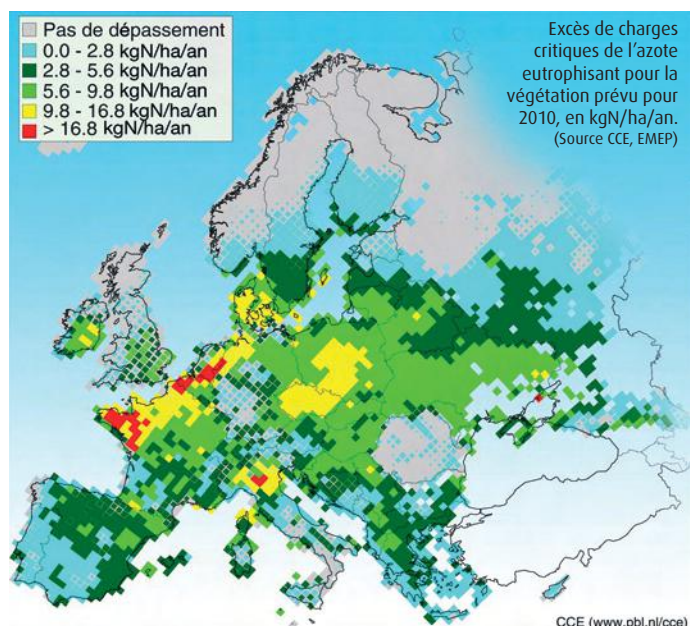 Pas de dépassement
0.0 - 2.8 kgN/ha/an
2.8 - 5.6 kgN/ha/an
5.6 - 9.8 kgN/ha/an
9.8 - 16.8 kgN/ha/an
> 16.8 kgN/ha/an
Excès de charges
critiques de l’azote
eutrophisant pour la
végétation prévu pour
2010, en kgN/ha/an.
(Source CCE, EMEP)
CCE (www.pbl.nl/cce)